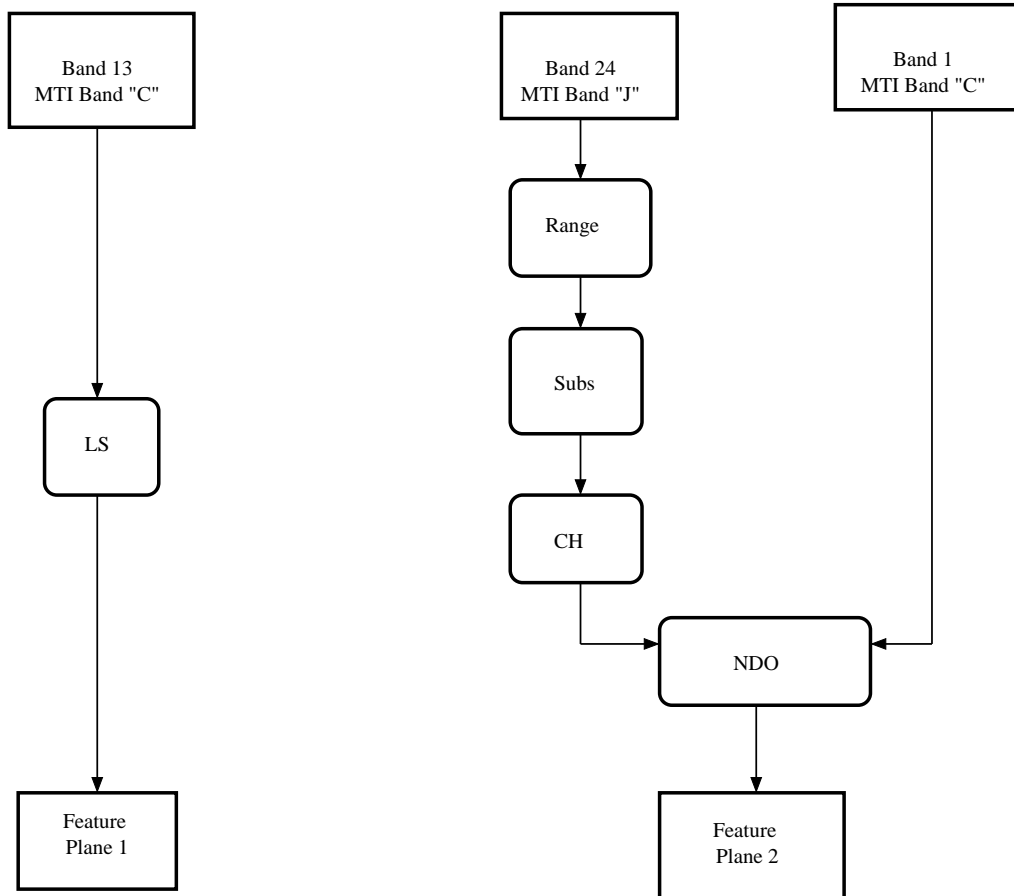 Band 13
MTI Band "C"
Band 24
MTI Band "J"
Band 1
MTI Band "C"
Range
Subs
LS
CH
NDO
Feature
Plane 1
Feature
Plane 2